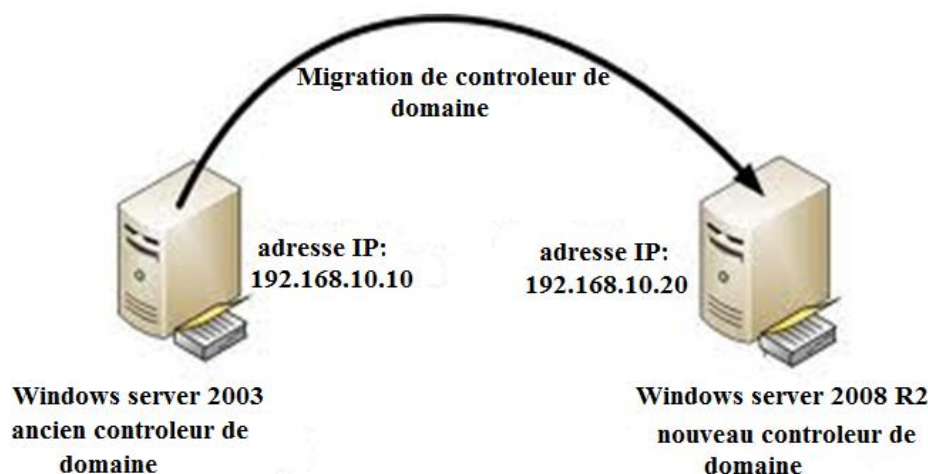 Migration de controleur de
domaine
adresse IP:
192.168.10.10
adresse IP:
192.168.10.20
Windows server 2003
ancien controleur de
domaine
Windows server 2008 R2
nouveau controleur de
domaine